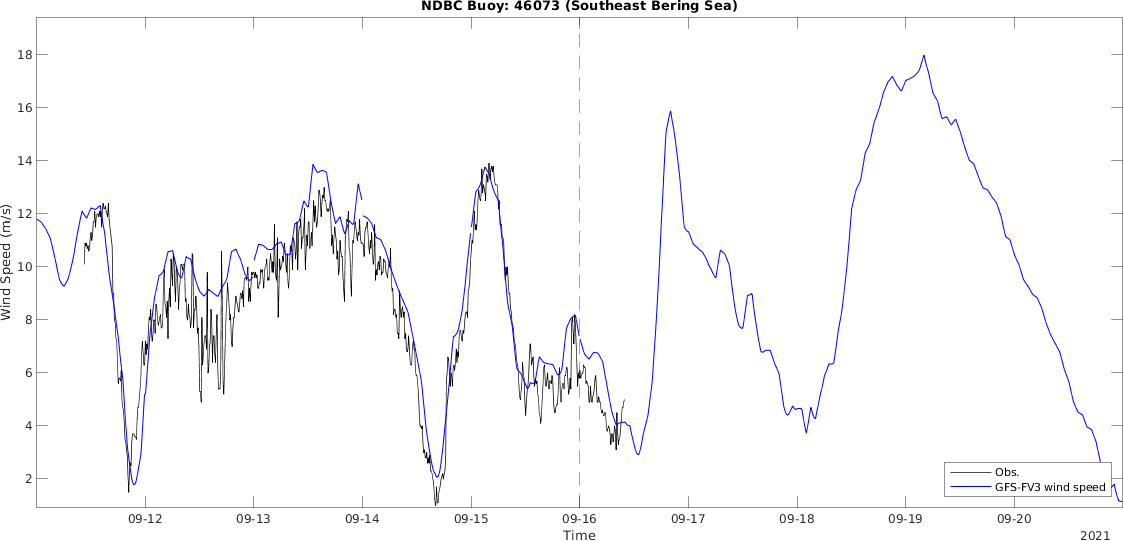 NDBC Buoy: 46073 (Southeast Bering Sea)
Wind Speed (m/s)
18
16
14
12
10
8
6
4
2
Obs.
GFS-FV3 wind speed
09-12 09-13 09-14 09-15 09-16 09-17 09-18 09-19 09-20
Time
2021